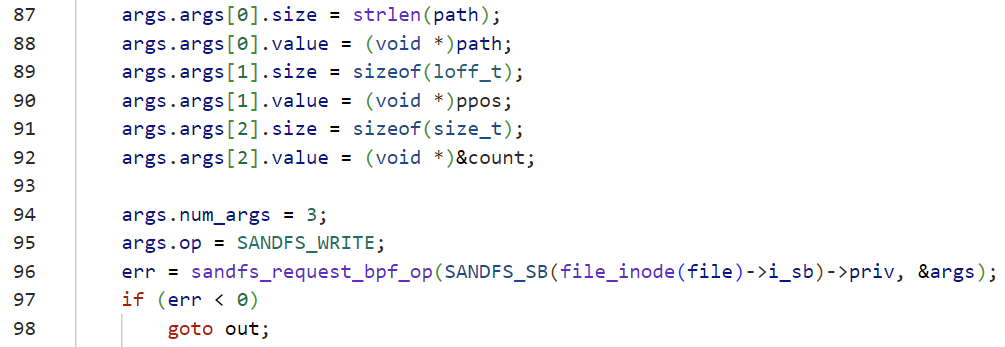 87 args.args[0].size = strlen(path);
88 args.args[0].value = (void *)path;
89 args.args[1].size = sizeof(loff_t);
90 args.args[1].value = (void *)ppos;
91 args.args[2].size = sizeof(size_t);
92 args.args[2].value = (void *)&count;
93
94 args.num_args = 3;
95 args.op = SANDFS_WRITE;
96 err = sandfs_request_bpf_op(SANDFS_SB(file_inode(file)->i_sb)->priv, &args);
97 if (err < 0)
98 goto out;